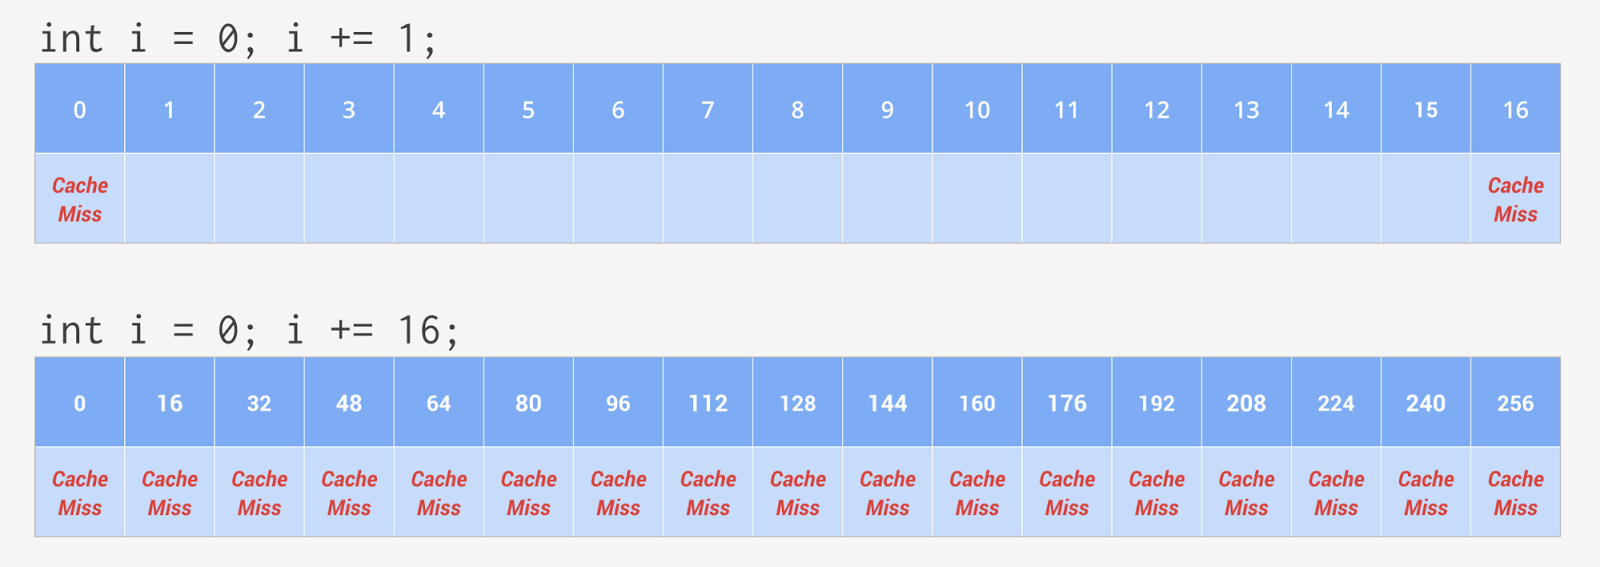 int i = 0; i += 1;
0 1 2 3 4 5 6 7 8 9 10 11 12 13 14 15 16
Cache Cache
Miss Miss
int i = 0; i += 16;
0 16 32 48 64 80 96 112 128 144 160 176 192 208 224 240 256
Cache Cache Cache Cache Cache Cache Cache Cache Cache Cache Cache Cache Cache Cache Cache Cache Cache
Miss Miss Miss Miss Miss Miss Miss Miss Miss Miss Miss Miss Miss Miss Miss Miss Miss